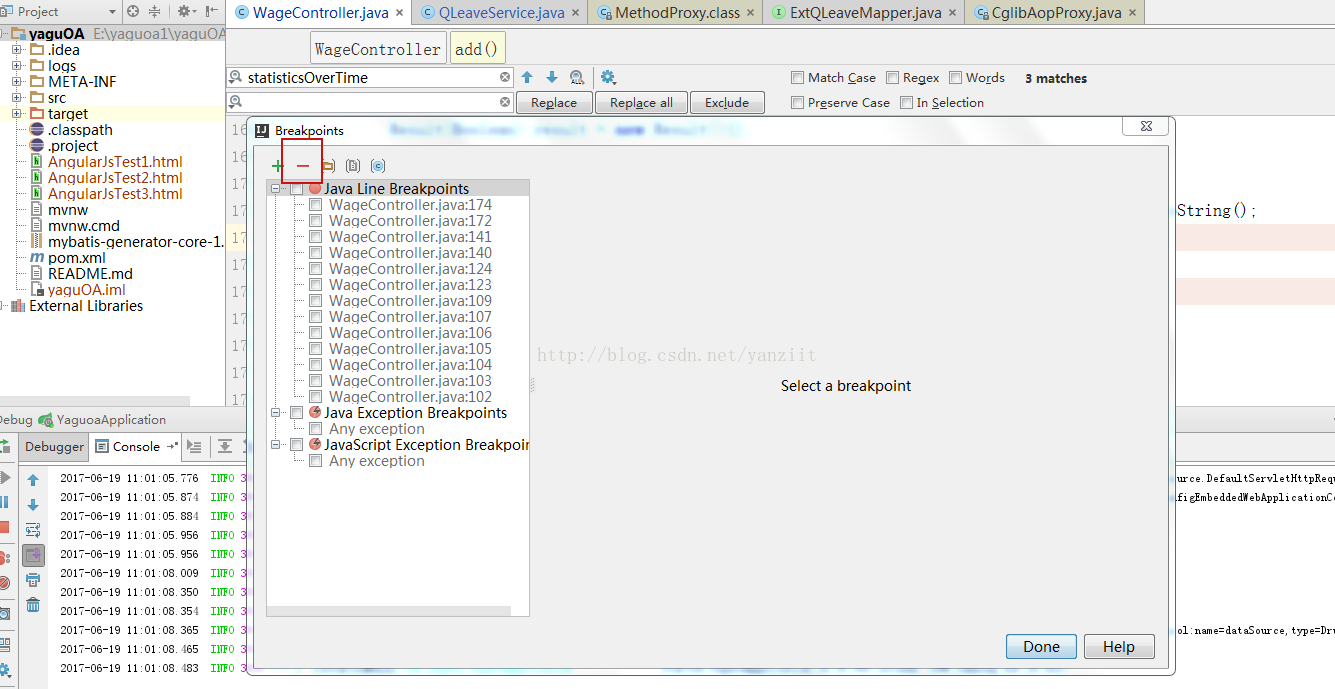 Project
WageController.java
QLeaveService.java
MethodProxy.class
ExtQLeaveMapper.java
CglibAopProxy.java
yaguOA E:\yaguoa1\yaguOA
.idea
logs
META-INF
src
target
.classpath
.project
AngularJsTest1.html
AngularJsTest2.html
AngularJsTest3.html
mvnw
mvnw.cmd
mybatis-generator-core-1.
pom.xml
README.md
yaguOA.iml
External Libraries
WageController
add()
statisticsOverTime
Match Case
Regex
Words
3 matches
Replace
Replace all
Exclude
Preserve Case
In Selection
String();
Breakpoints
Java Line Breakpoints
WageController.java:174
WageController.java:172
WageController.java:141
WageController.java:140
WageController.java:124
WageController.java:123
WageController.java:109
WageController.java:107
WageController.java:106
WageController.java:105
WageController.java:104
WageController.java:103
WageController.java:102
Java Exception Breakpoints
Any exception
JavaScript Exception Breakpoin
Any exception
http://blog.csdn.net/yanziit
Select a breakpoint
Done
Help
Debug YaguoaApplication
Debugger
Console
2017-06-19 11:01:05.776 INFO 3 urce.DefaultServletHttpRequ
2017-06-19 11:01:05.874 INFO 3 figEmbeddedWebApplicationCo
2017-06-19 11:01:05.884 INFO 3
2017-06-19 11:01:05.956 INFO 3
2017-06-19 11:01:05.956 INFO 3
2017-06-19 11:01:08.009 INFO 3
2017-06-19 11:01:08.350 INFO 3
2017-06-19 11:01:08.354 INFO 3
2017-06-19 11:01:08.365 INFO 3 ol:name=dataSource,type=Dru
2017-06-19 11:01:08.465 INFO 3
2017-06-19 11:01:08.483 INFO 3